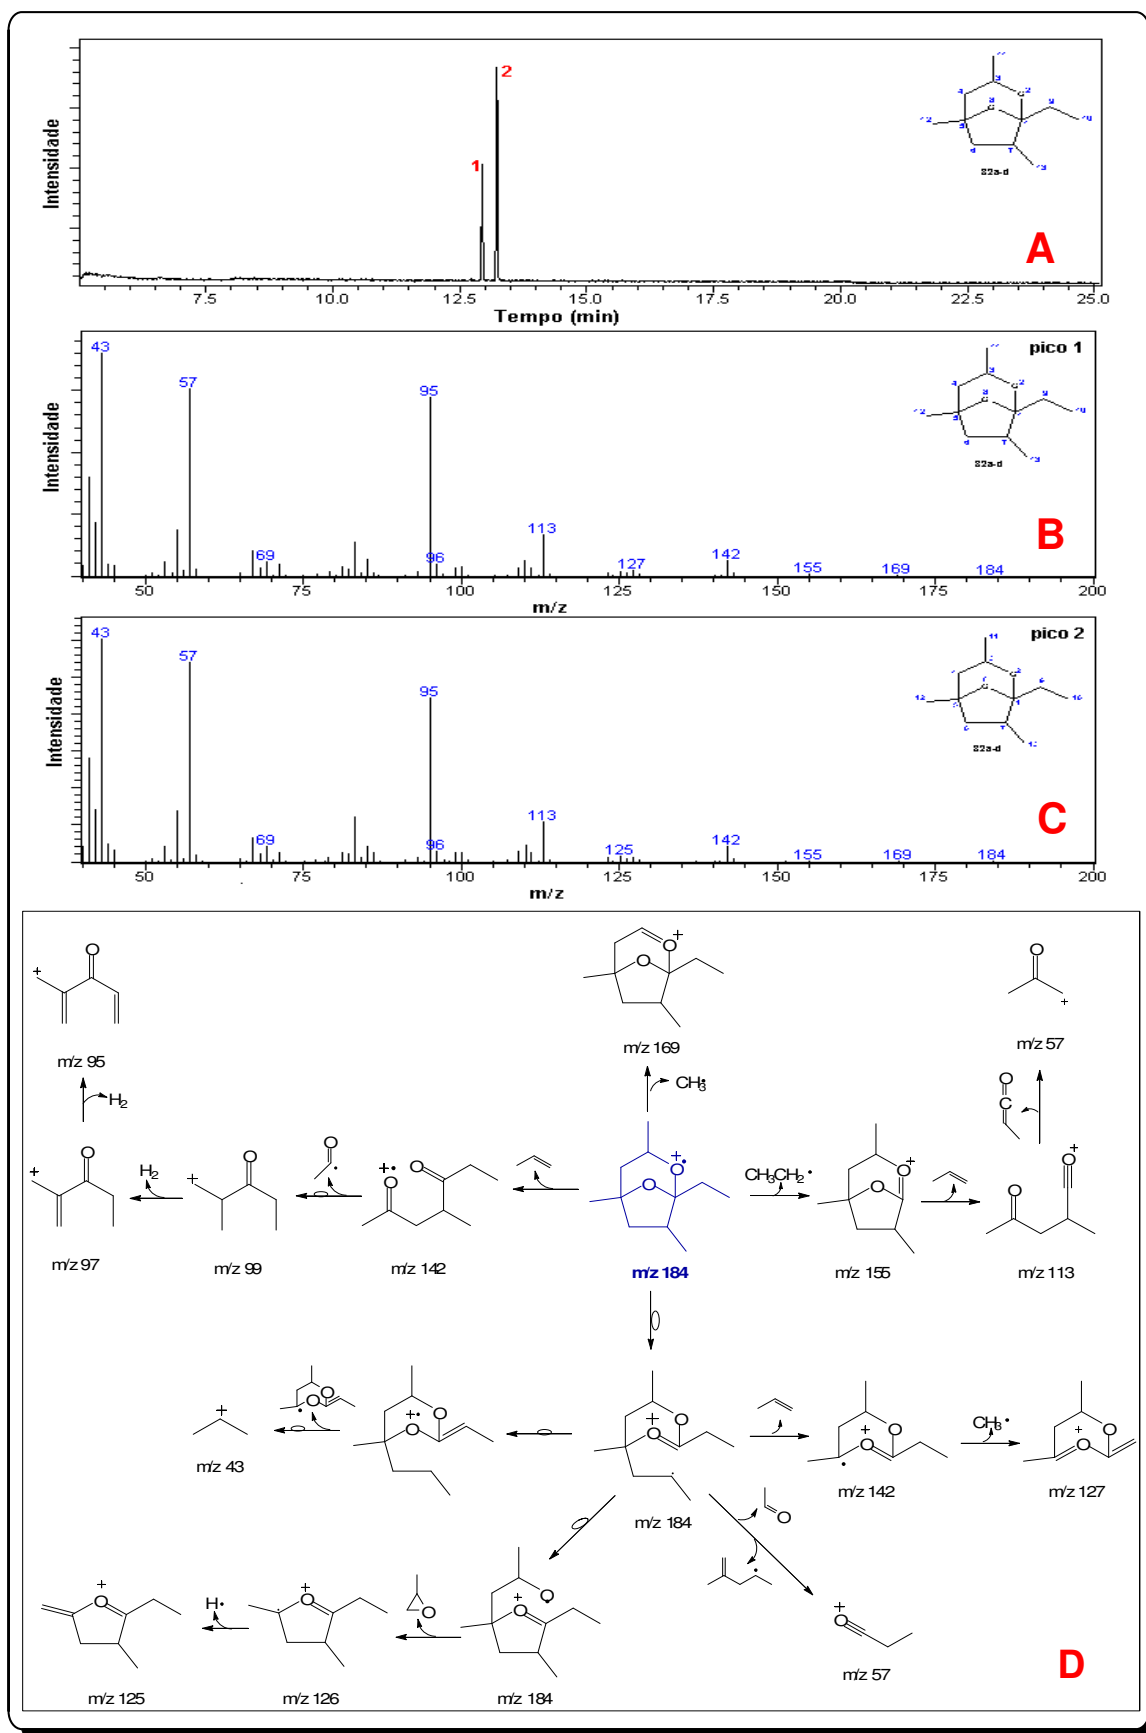 Intensidade
1
2
82a-d
A
7.5 10.0 12.5 15.0 17.5 20.0 22.5 25.0
Tempo (min)
pico 1
Intensidade
43
57
69
95
96
113
127
142
155
169
184
82a-d
B
50 75 100 125 150 175 200
m/z
pico 2
Intensidade
43
57
69
95
96
113
125
142
155
169
184
82a-d
C
50 75 100 125 150 175 200
m/z
m/z 95
m/z 169
m/z 57
H2
CH3•
m/z 97
H2
m/z 99
m/z 142
m/z 184
CH3CH2•
m/z 155
m/z 113
m/z 43
m/z 184
m/z 142
CH3•
m/z 127
m/z 125
H•
m/z 126
m/z 184
m/z 57
D